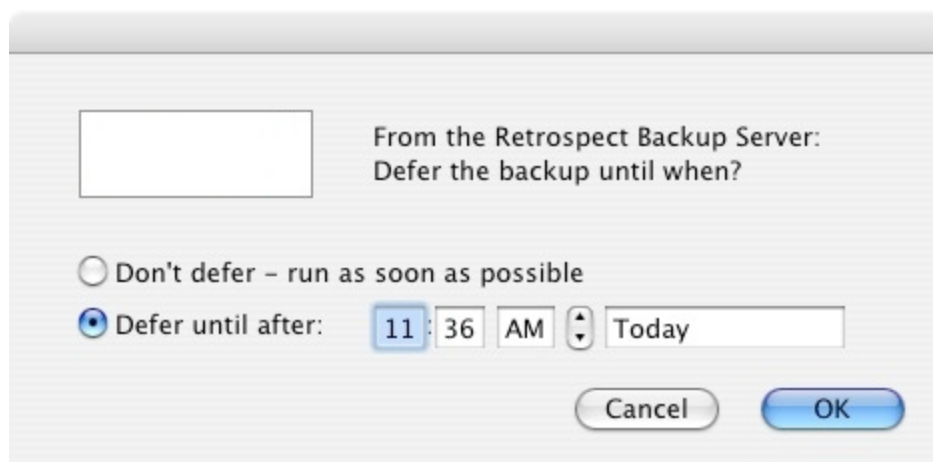 From the Retrospect Backup Server:
Defer the backup until when?
Don't defer – run as soon as possible
Defer until after: 11 : 36 AM Today
Cancel OK